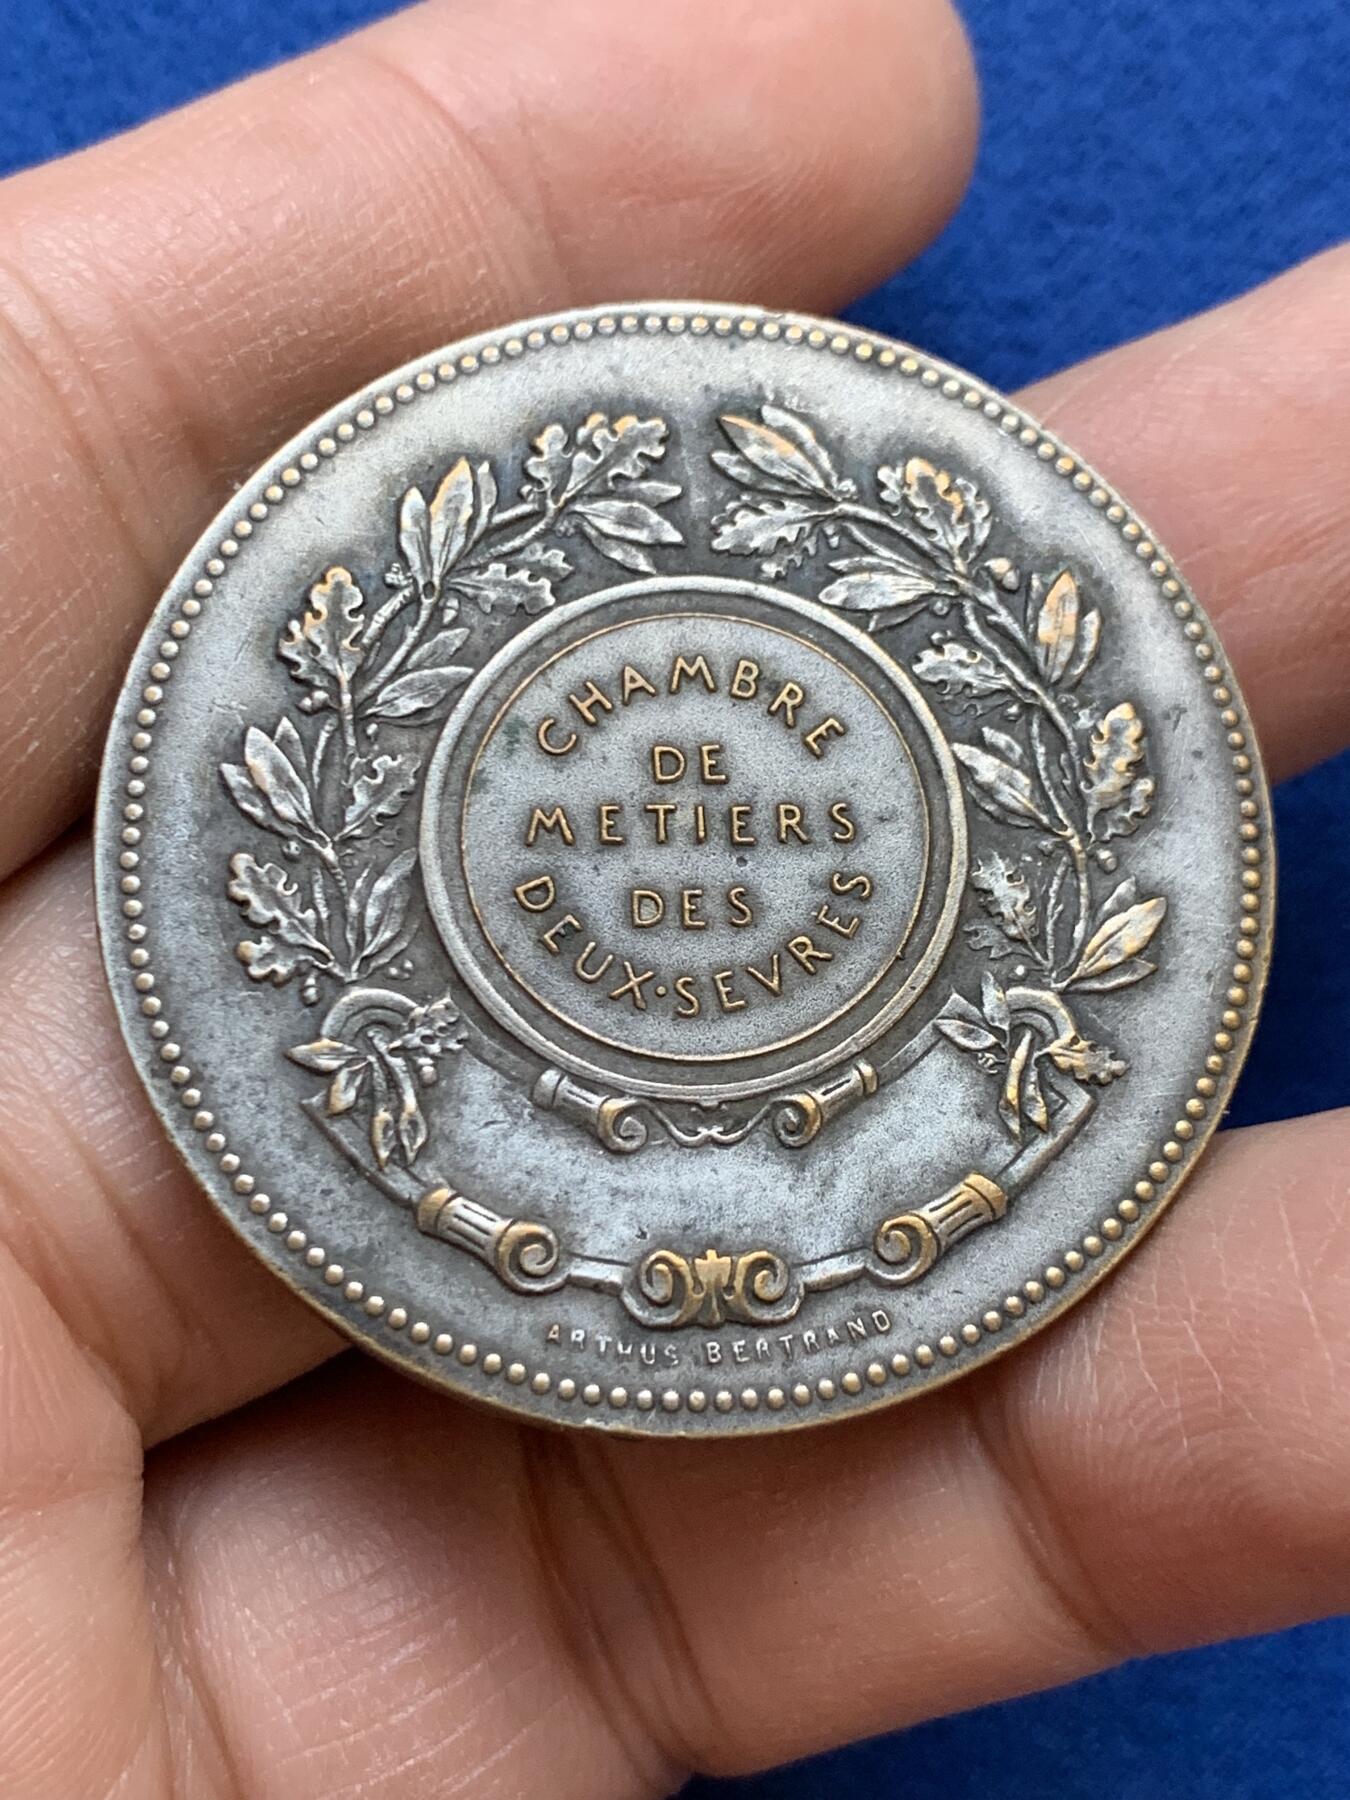 CHAMBRE
DE
METIERS
DES
DEUX·SEVRES
ARTHUS BERTRAND